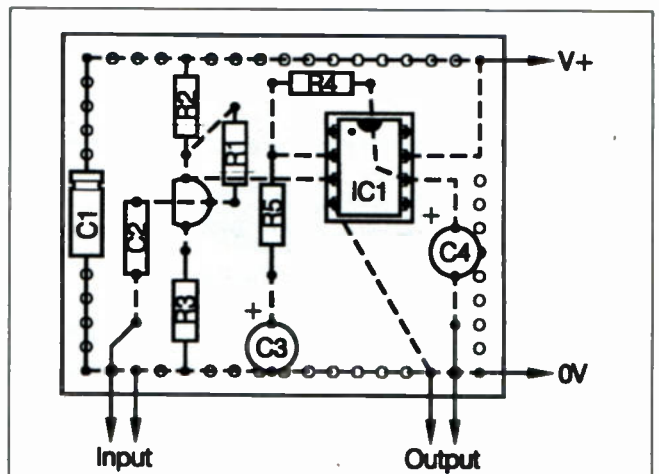 V+
R2
R4
R1
IC1
C1
C2
R5
+
C4
R3
+
C3
0V
Input
Output